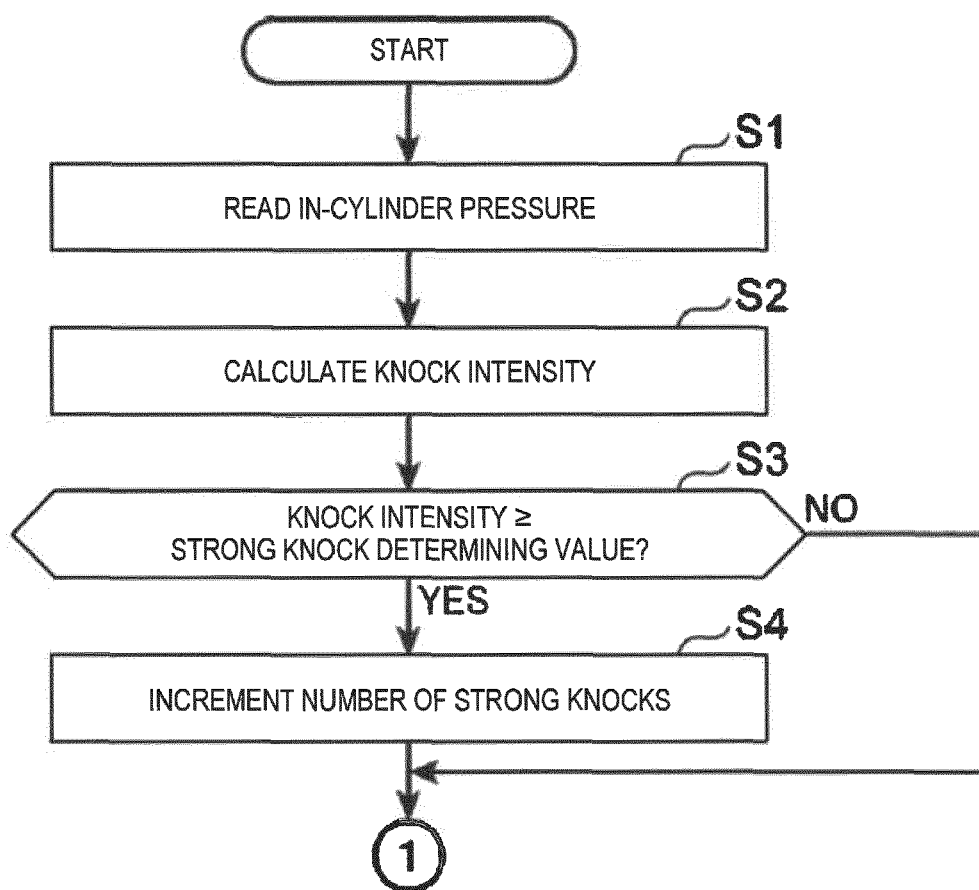 START
S1
READ IN-CYLINDER PRESSURE
S2
CALCULATE KNOCK INTENSITY
S3
KNOCK INTENSITY ≥
STRONG KNOCK DETERMINING VALUE?
NO
YES
S4
INCREMENT NUMBER OF STRONG KNOCKS
1